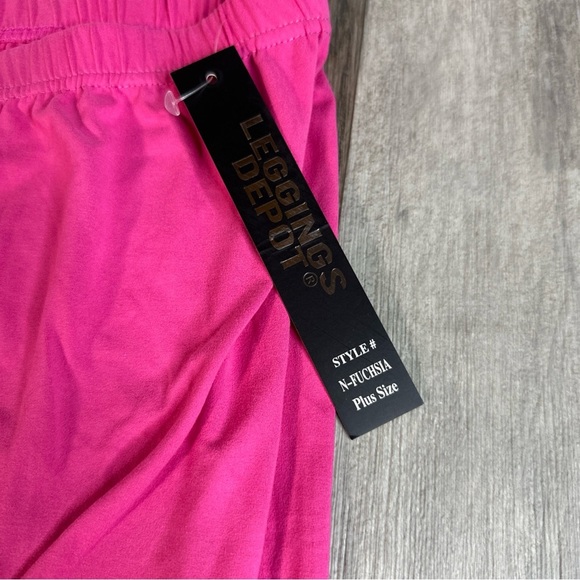 LEGGINGS
DEPOT®
STYLE #
N-FUCHSIA
Plus Size